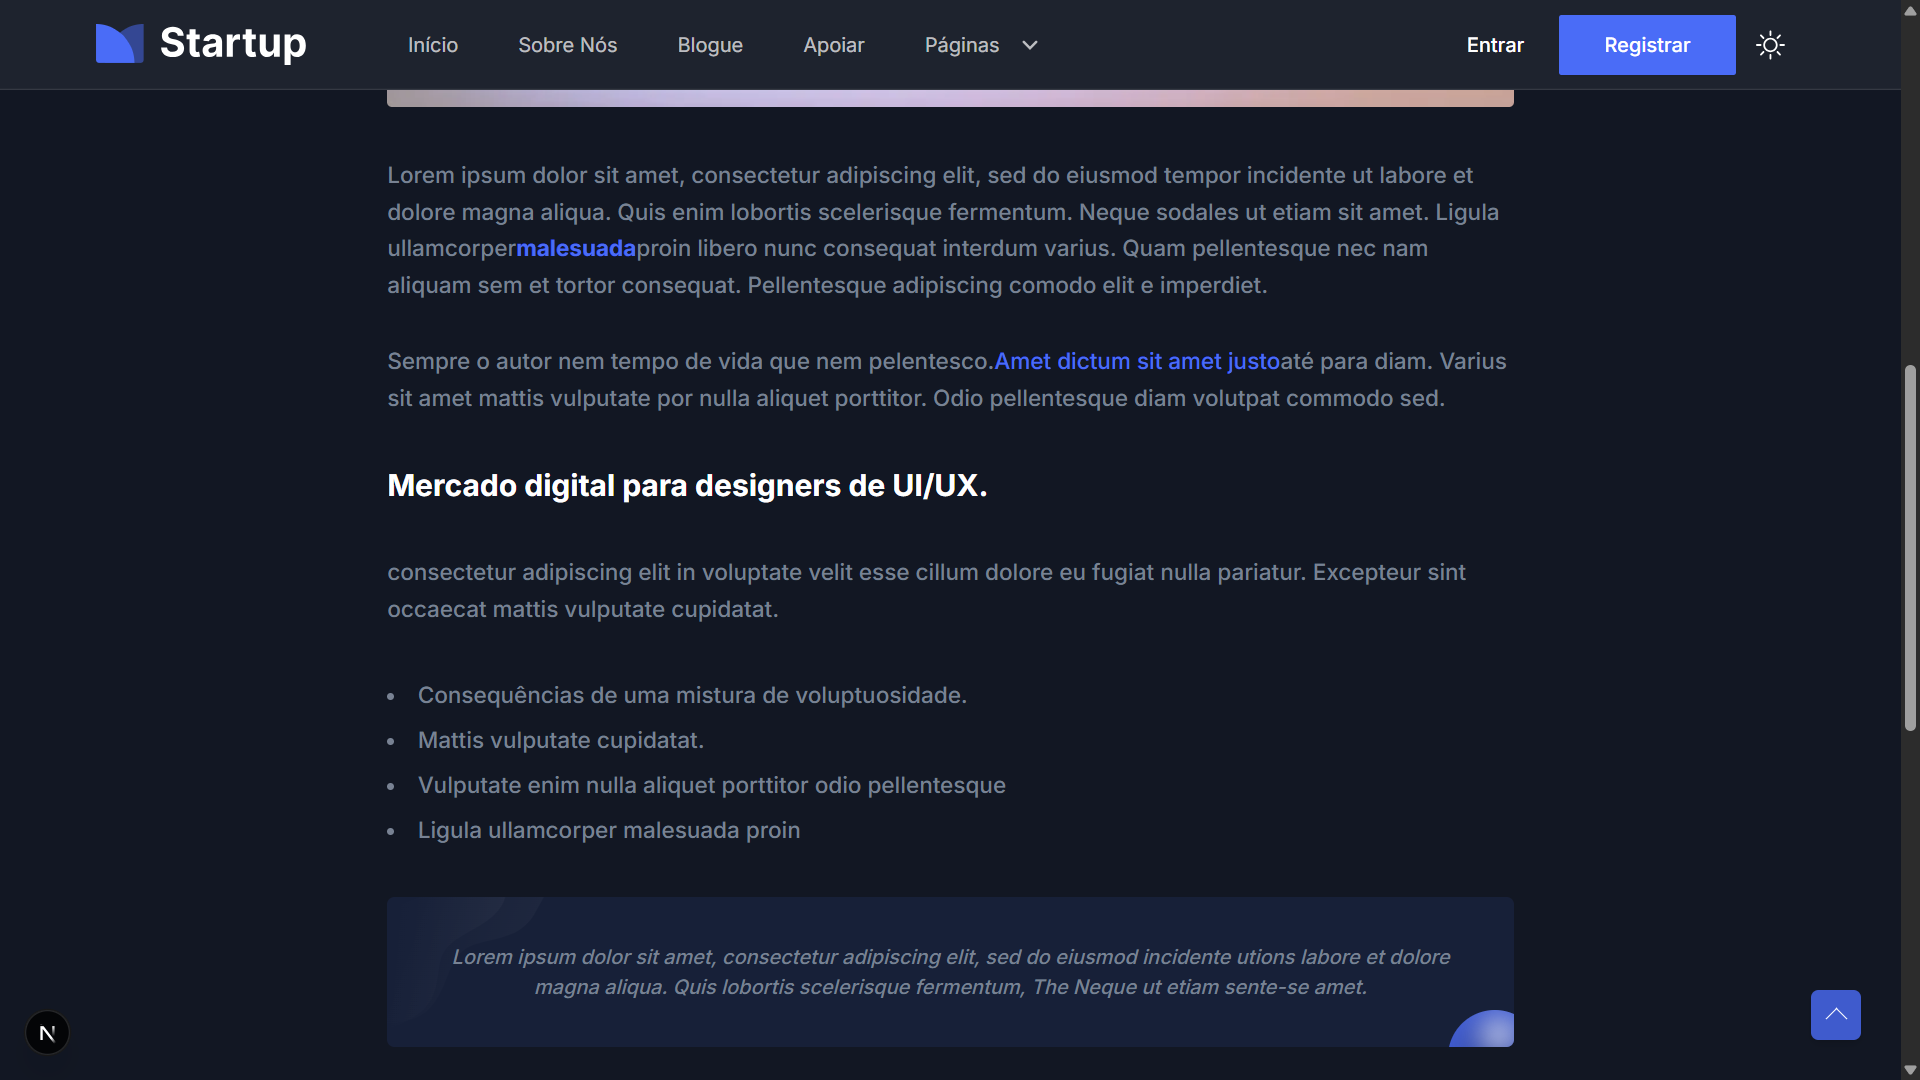 Startup
Início
Sobre Nós
Blogue
Apoiar
Páginas
Entrar
Registrar
Lorem ipsum dolor sit amet, consectetur adipiscing elit, sed do eiusmod tempor incidente ut labore et
dolore magna aliqua. Quis enim lobortis scelerisque fermentum. Neque sodales ut etiam sit amet. Ligula
ullamcorpermalesuadaproin libero nunc consequat interdum varius. Quam pellentesque nec nam
aliquam sem et tortor consequat. Pellentesque adipiscing comodo elit e imperdiet.
Sempre o autor nem tempo de vida que nem pelentesco.Amet dictum sit amet justoaté para diam. Varius
sit amet mattis vulputate por nulla aliquet porttitor. Odio pellentesque diam volutpat commodo sed.
Mercado digital para designers de UI/UX.
consectetur adipiscing elit in voluptate velit esse cillum dolore eu fugiat nulla pariatur. Excepteur sint
occaecat mattis vulputate cupidatat.
• Consequências de uma mistura de voluptuosidade.
• Mattis vulputate cupidatat.
• Vulputate enim nulla aliquet porttitor odio pellentesque
• Ligula ullamcorper malesuada proin
Lorem ipsum dolor sit amet, consectetur adipiscing elit, sed do eiusmod incidente utions labore et dolore
magna aliqua. Quis lobortis scelerisque fermentum, The Neque ut etiam sente-se amet.
N